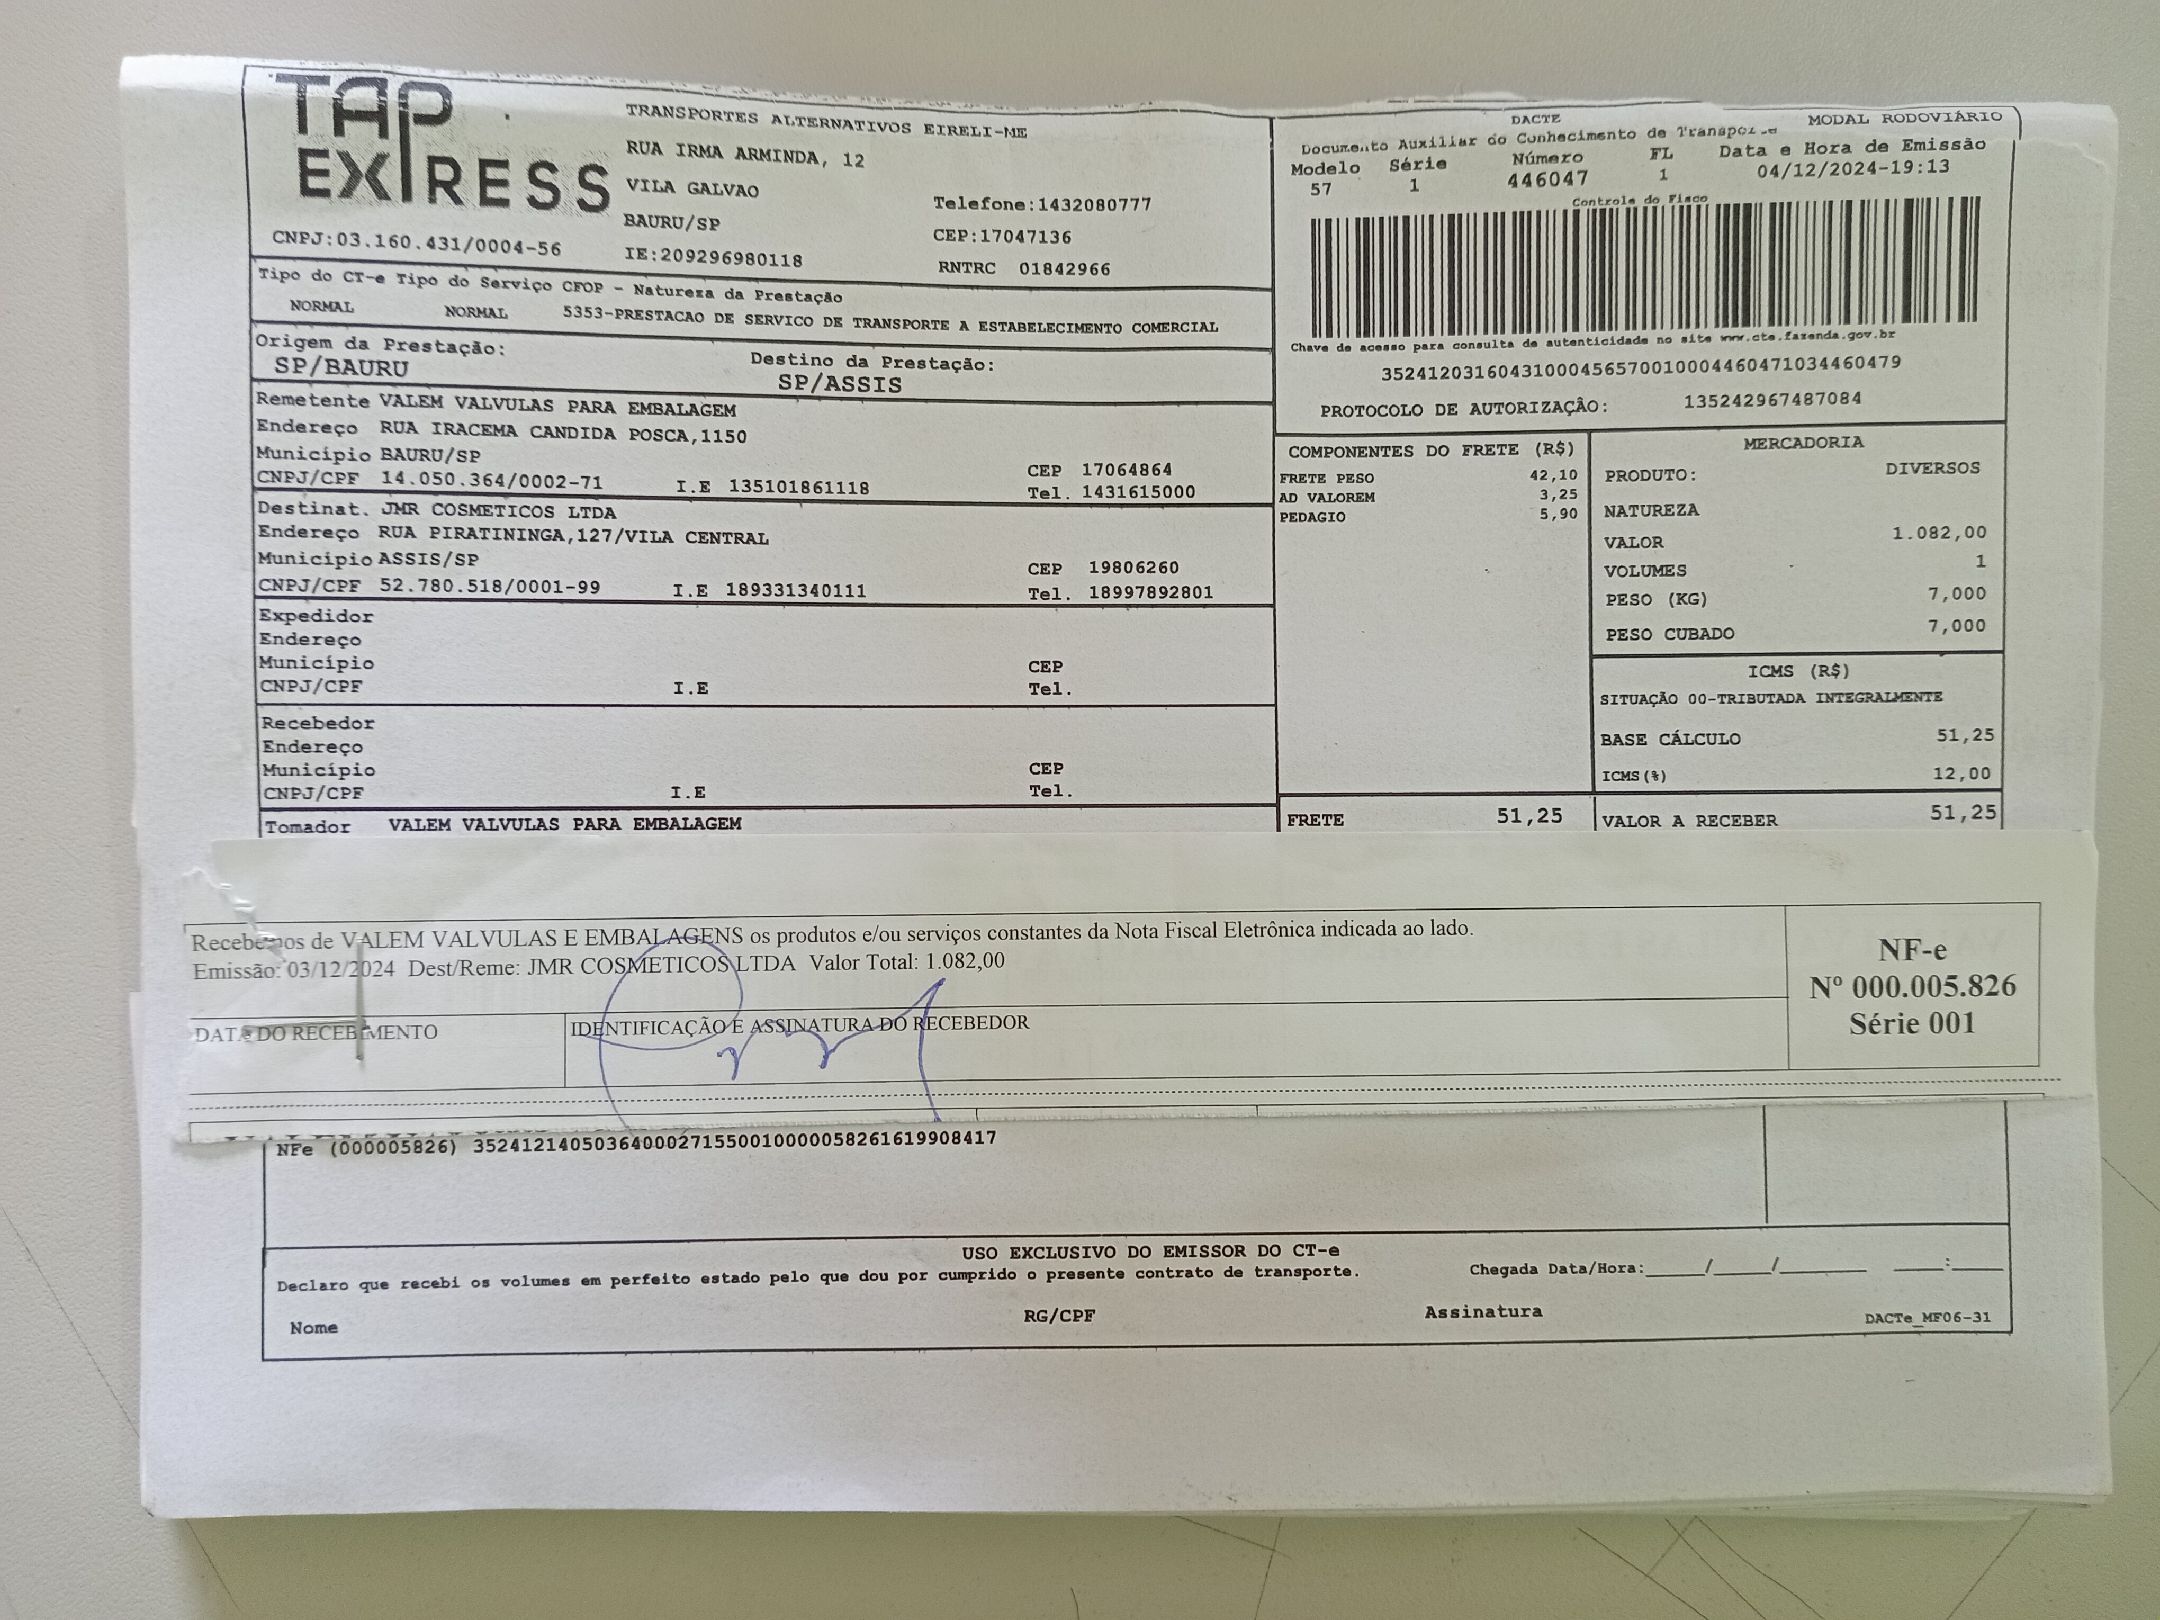 TAP EXPRESS
CNPJ:03.160.431/0004-56
TRANSPORTES ALTERNATIVOS EIRELI-ME
RUA IRMA ARMINDA, 12
VILA GALVAO
BAURU/SP
IE:209296980118
Telefone:1432080777
CEP:17047136
RNTRC 01842966
DACTE MODAL RODOVIÁRIO
Documento Auxiliar do Conhecimento de Transporte
Modelo Série Número FL Data e Hora de Emissão
57 1 446047 1 04/12/2024-19:13
Controle do Fisco
Chave de acesso para consulta de autenticidade no site www.cte.fazenda.gov.br
35241203160431000456570010004460471034460479
PROTOCOLO DE AUTORIZAÇÃO: 135242967487084
Tipo do CT-e Tipo do Serviço CFOP - Natureza da Prestação
NORMAL NORMAL 5353-PRESTACAO DE SERVICO DE TRANSPORTE A ESTABELECIMENTO COMERCIAL
Origem da Prestação: Destino da Prestação:
SP/BAURU SP/ASSIS
Remetente VALEM VALVULAS PARA EMBALAGEM
Endereço RUA IRACEMA CANDIDA POSCA,1150
Município BAURU/SP CEP 17064864
CNPJ/CPF 14.050.364/0002-71 I.E 135101861118 Tel. 1431615000
Destinat. JMR COSMETICOS LTDA
Endereço RUA PIRATININGA,127/VILA CENTRAL
Município ASSIS/SP CEP 19806260
CNPJ/CPF 52.780.518/0001-99 I.E 189331340111 Tel. 18997892801
Expedidor
Endereço
Município CEP
CNPJ/CPF I.E Tel.
Recebedor
Endereço
Município CEP
CNPJ/CPF I.E Tel.
Tomador VALEM VALVULAS PARA EMBALAGEM
COMPONENTES DO FRETE (R$)
FRETE PESO 42,10
AD VALOREM 3,25
PEDAGIO 5,90
FRETE 51,25
MERCADORIA
PRODUTO: DIVERSOS
NATUREZA
VALOR 1.082,00
VOLUMES 1
PESO (KG) 7,000
PESO CUBADO 7,000
ICMS (R$)
SITUAÇÃO 00-TRIBUTADA INTEGRALMENTE
BASE CÁLCULO 51,25
ICMS(%) 12,00
VALOR A RECEBER 51,25
Recebemos de VALEM VALVULAS E EMBALAGENS os produtos e/ou serviços constantes da Nota Fiscal Eletrônica indicada ao lado.
Emissão: 03/12/2024 Dest/Reme: JMR COSMETICOS LTDA Valor Total: 1.082,00
DATA DO RECEBIMENTO IDENTIFICAÇÃO E ASSINATURA DO RECEBEDOR
NF-e
Nº 000.005.826
Série 001
NFe (000005826) 35241214050364000271550010000058261619908417
USO EXCLUSIVO DO EMISSOR DO CT-e
Declaro que recebi os volumes em perfeito estado pelo que dou por cumprido o presente contrato de transporte. Chegada Data/Hora:_____/_____/________ _____:_____
Nome RG/CPF Assinatura DACTe_MF06-31